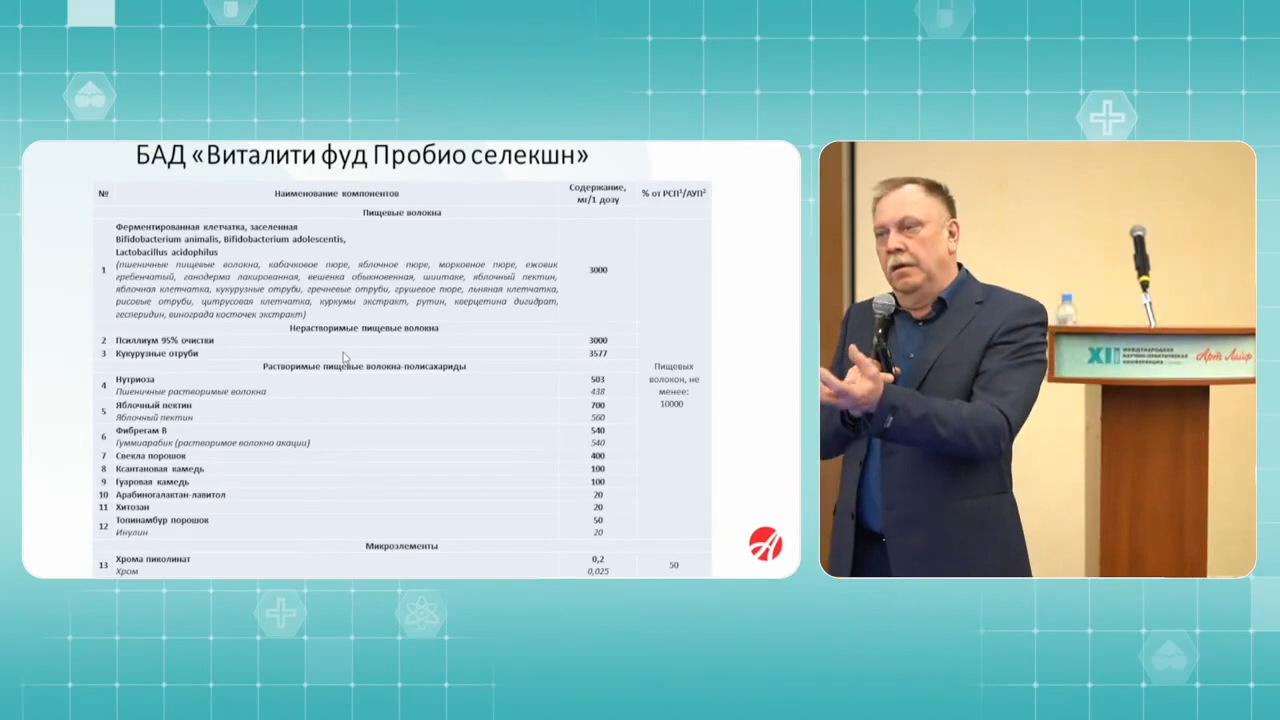 БАД «Виталити фуд Пробио селекшн»
№ Наименование компонентов Содержание, мг/1 дозу % от РСП¹/АУП²
Пищевые волокна
Ферментированная клетчатка, заселенная
Bifidobacterium animalis, Bifidobacterium adolescentis,
Lactobacillus acidophilus
1 (пшеничные пищевые волокна, кабачковое пюре, яблочное пюре, морковное пюре, ежовик
гребенчатый, ганодерма лакированная, вешенка обыкновенная, шиитаке, яблочный пектин,
яблочная клетчатка, кукурузные отруби, гречневые отруби, грушевое пюре, льняная клетчатка,
рисовые отруби, цитрусовая клетчатка, куркумы экстракт, рутин, кверцетина дигидрат,
гесперидин, винограда косточек экстракт) 3000
Нерастворимые пищевые волокна
2 Псиллиум 95% очистки 3000
3 Кукурузные отруби 3577
Растворимые пищевые волокна-полисахариды
4 Нутриоза 503
Пшеничные растворимые волокна 438
5 Яблочный пектин 700
Яблочный пектин 560
6 Фибрегам В 540
Гуммиарабик (растворимое волокно акации) 540
7 Свекла порошок 400
8 Ксантановая камедь 100
9 Гуаровая камедь 100
10 Арабиногалактан-лавитол 20
11 Хитозан 20
12 Топинамбур порошок 50
Инулин 20
Пищевых
волокон, не
менее:
10000
Микроэлементы
13 Хрома пиколинат 0,2
Хром 0,025
50
XII МЕЖДУНАРОДНАЯ
НАУЧНО-ПРАКТИЧЕСКАЯ
КОНФЕРЕНЦИЯ
Арт Лайф